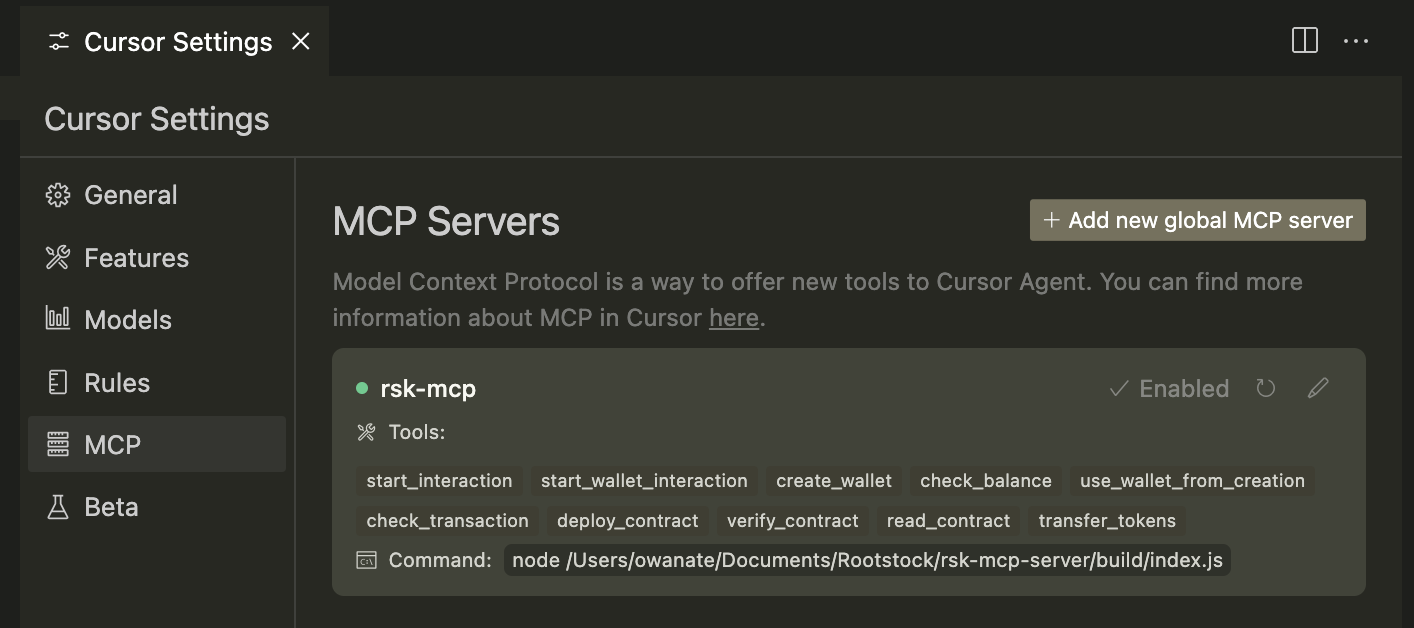 Cursor Settings
Cursor Settings
General
Features
Models
Rules
MCP
Beta
MCP Servers
+ Add new global MCP server
Model Context Protocol is a way to offer new tools to Cursor Agent. You can find more
information about MCP in Cursor here.
rsk-mcp
Enabled
Tools:
start_interaction start_wallet_interaction create_wallet check_balance use_wallet_from_creation
check_transaction deploy_contract verify_contract read_contract transfer_tokens
Command: node /Users/owanate/Documents/Rootstock/rsk-mcp-server/build/index.js